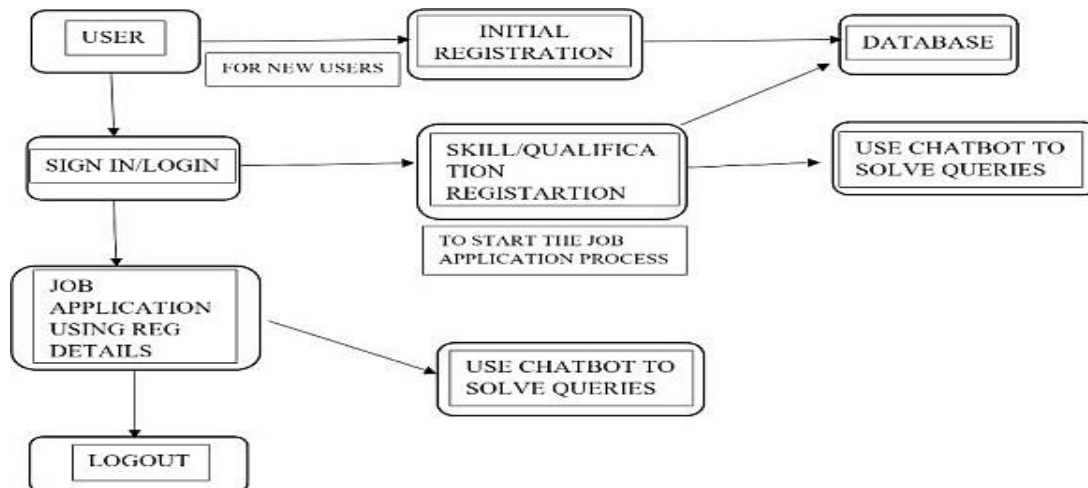 USER
INITIAL
REGISTRATION
DATABASE
FOR NEW USERS
SIGN IN/LOGIN
SKILL/QUALIFICA
TION
REGISTARTION
USE CHATBOT TO
SOLVE QUERIES
TO START THE JOB
APPLICATION PROCESS
JOB
APPLICATION
USING REG
DETAILS
USE CHATBOT TO
SOLVE QUERIES
LOGOUT